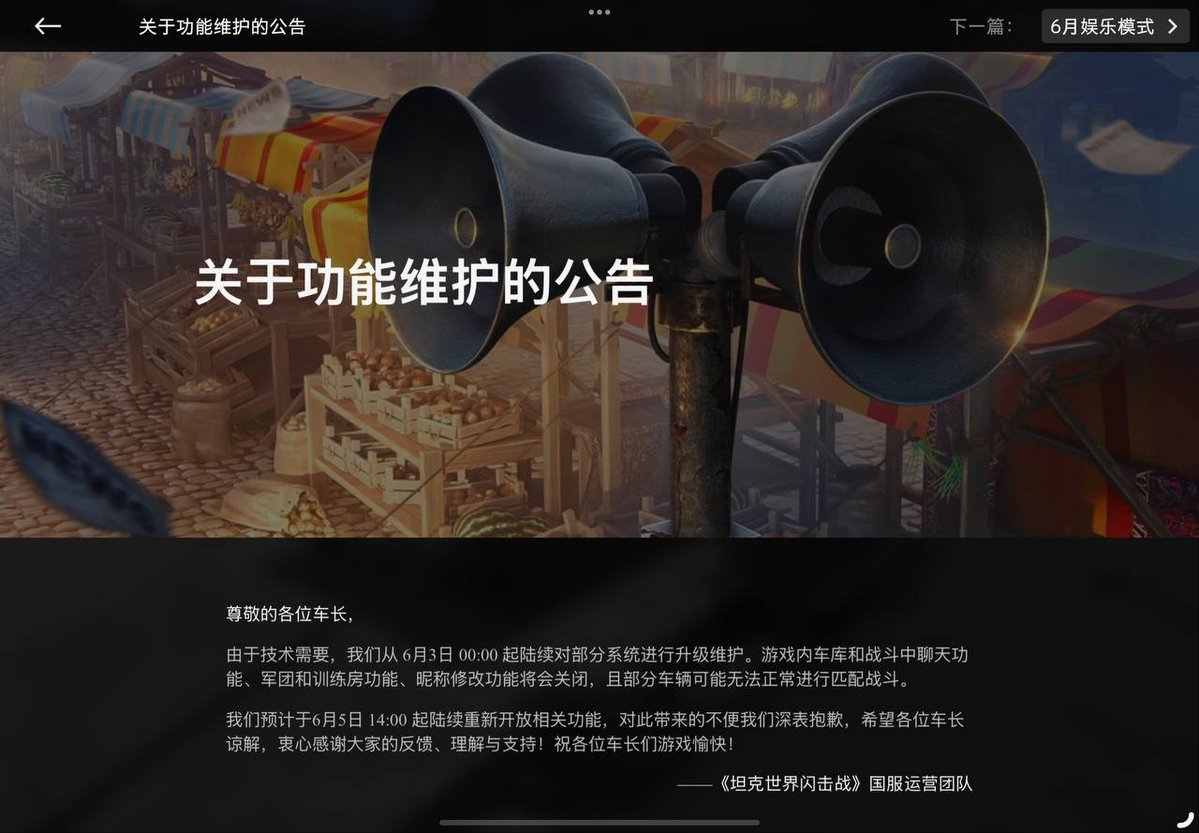 关于功能维护的公告
下一篇：
6月娱乐模式
NEWS
关于功能维护的公告
NEWS
尊敬的各位车长，
由于技术需要，我们从 6月3日 00:00 起陆续对部分系统进行升级维护。游戏内车库和战斗中聊天功
能、军团和训练房功能、昵称修改功能将会关闭，且部分车辆可能无法正常进行匹配战斗。
我们预计于6月5日 14:00 起陆续重新开放相关功能，对此带来的不便我们深表抱歉，希望各位车长
谅解，衷心感谢大家的反馈、理解与支持！祝各位车长们游戏愉快！
——《坦克世界闪击战》国服运营团队